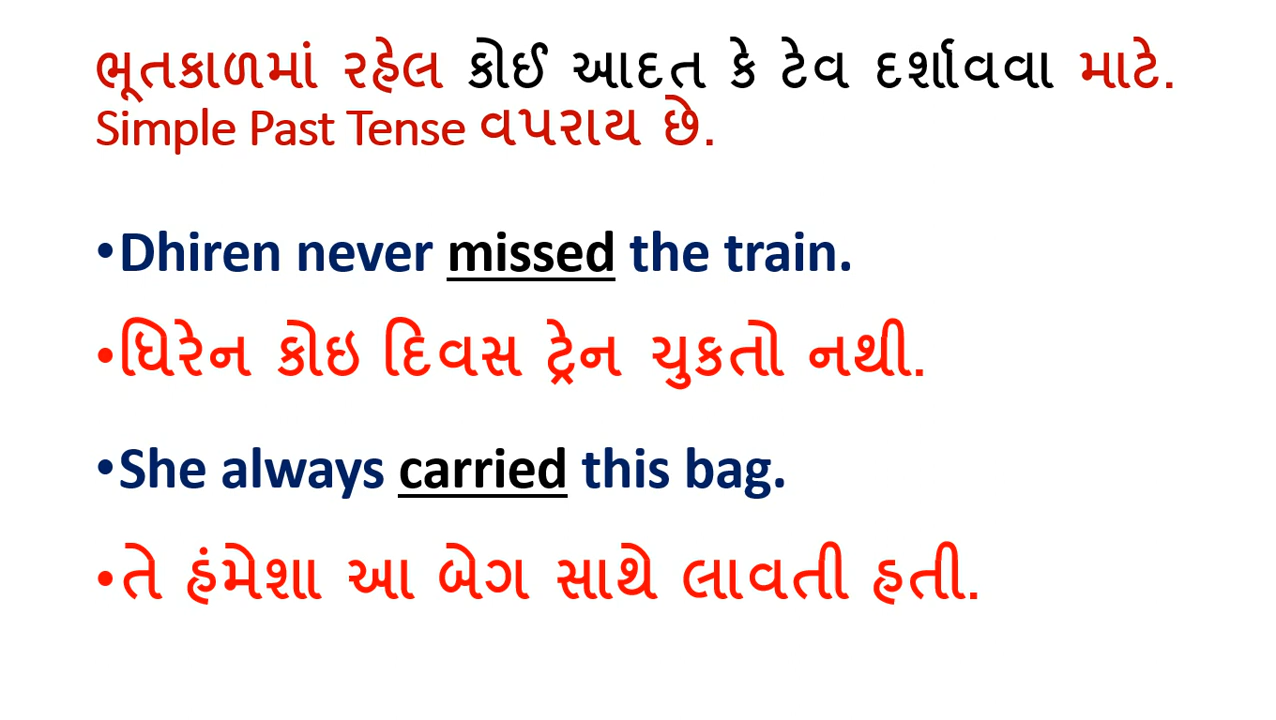 ભૂતકાળમાં રહેલ કોઈ આદત કે ટેવ દર્શાવવા માટે.
Simple Past Tense વપરાય છે.
•Dhiren never missed the train.
•ધિરેન કોઇ દિવસ ટ્રેન ચુકતો નથી.
•She always carried this bag.
•તે હંમેશા આ બેગ સાથે લાવતી હતી.